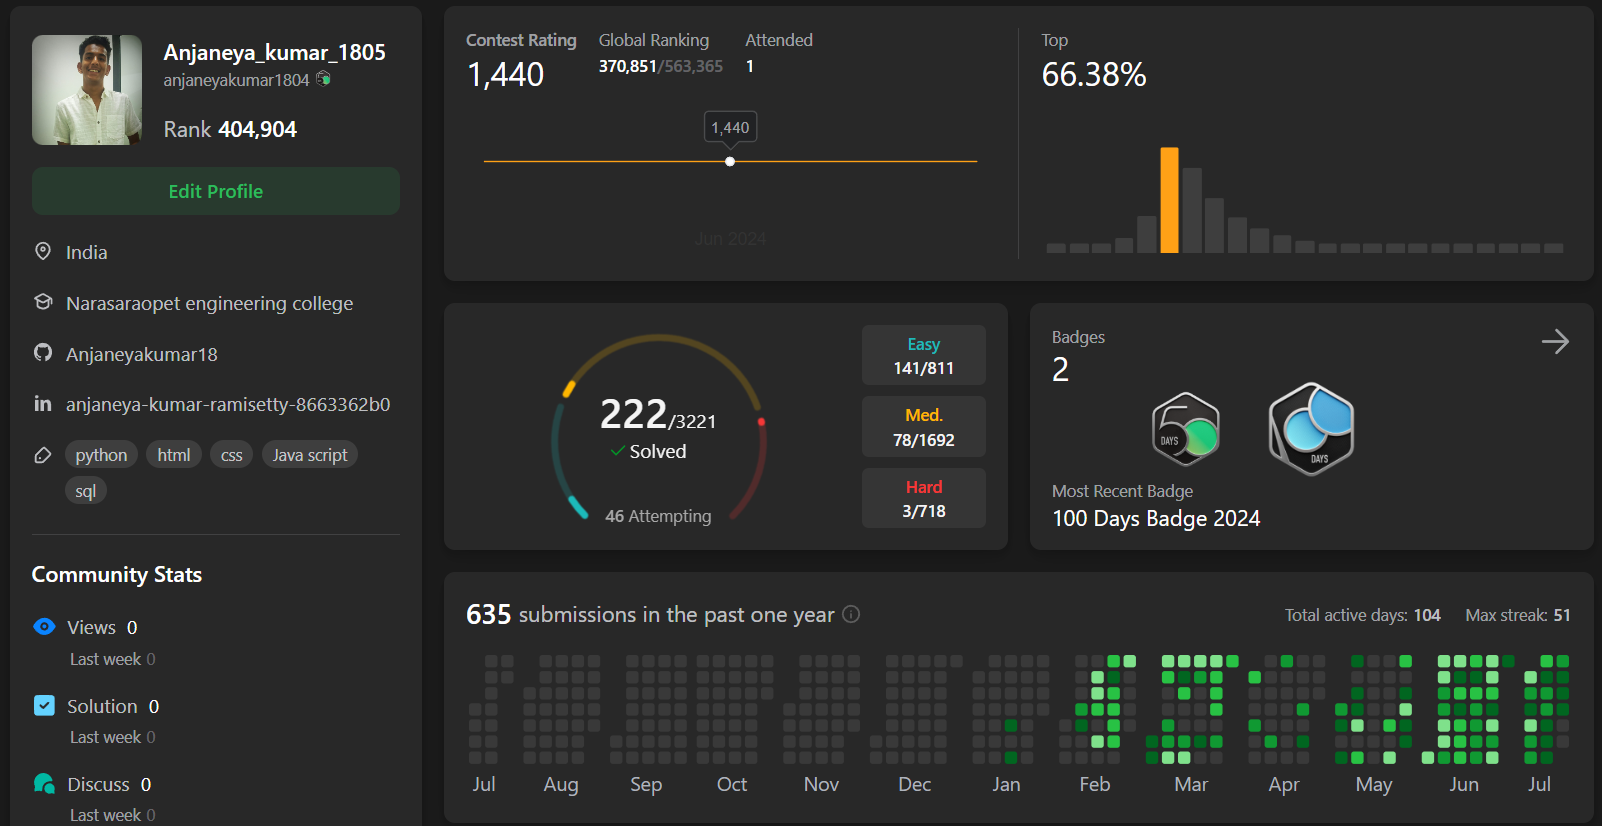 Anjaneya_kumar_1805
anjaneyakumar1804
Rank 404,904
Edit Profile
India
Narasaraopet engineering college
Anjaneyakumar18
anjaneya-kumar-ramisetty-8663362b0
python html css Java script
sql
Community Stats
Views 0
Last week 0
Solution 0
Last week 0
Discuss 0
Last week 0
Contest Rating Global Ranking Attended
1,440 370,851/563,365 1
1,440
Jun 2024
Top
66.38%
222/3221
Solved
46 Attempting
Easy
141/811
Med.
78/1692
Hard
3/718
Badges
2
5
DAYS
DAYS
Most Recent Badge
100 Days Badge 2024
635 submissions in the past one year Total active days: 104 Max streak: 51
Jul Aug Sep Oct Nov Dec Jan Feb Mar Apr May Jun Jul